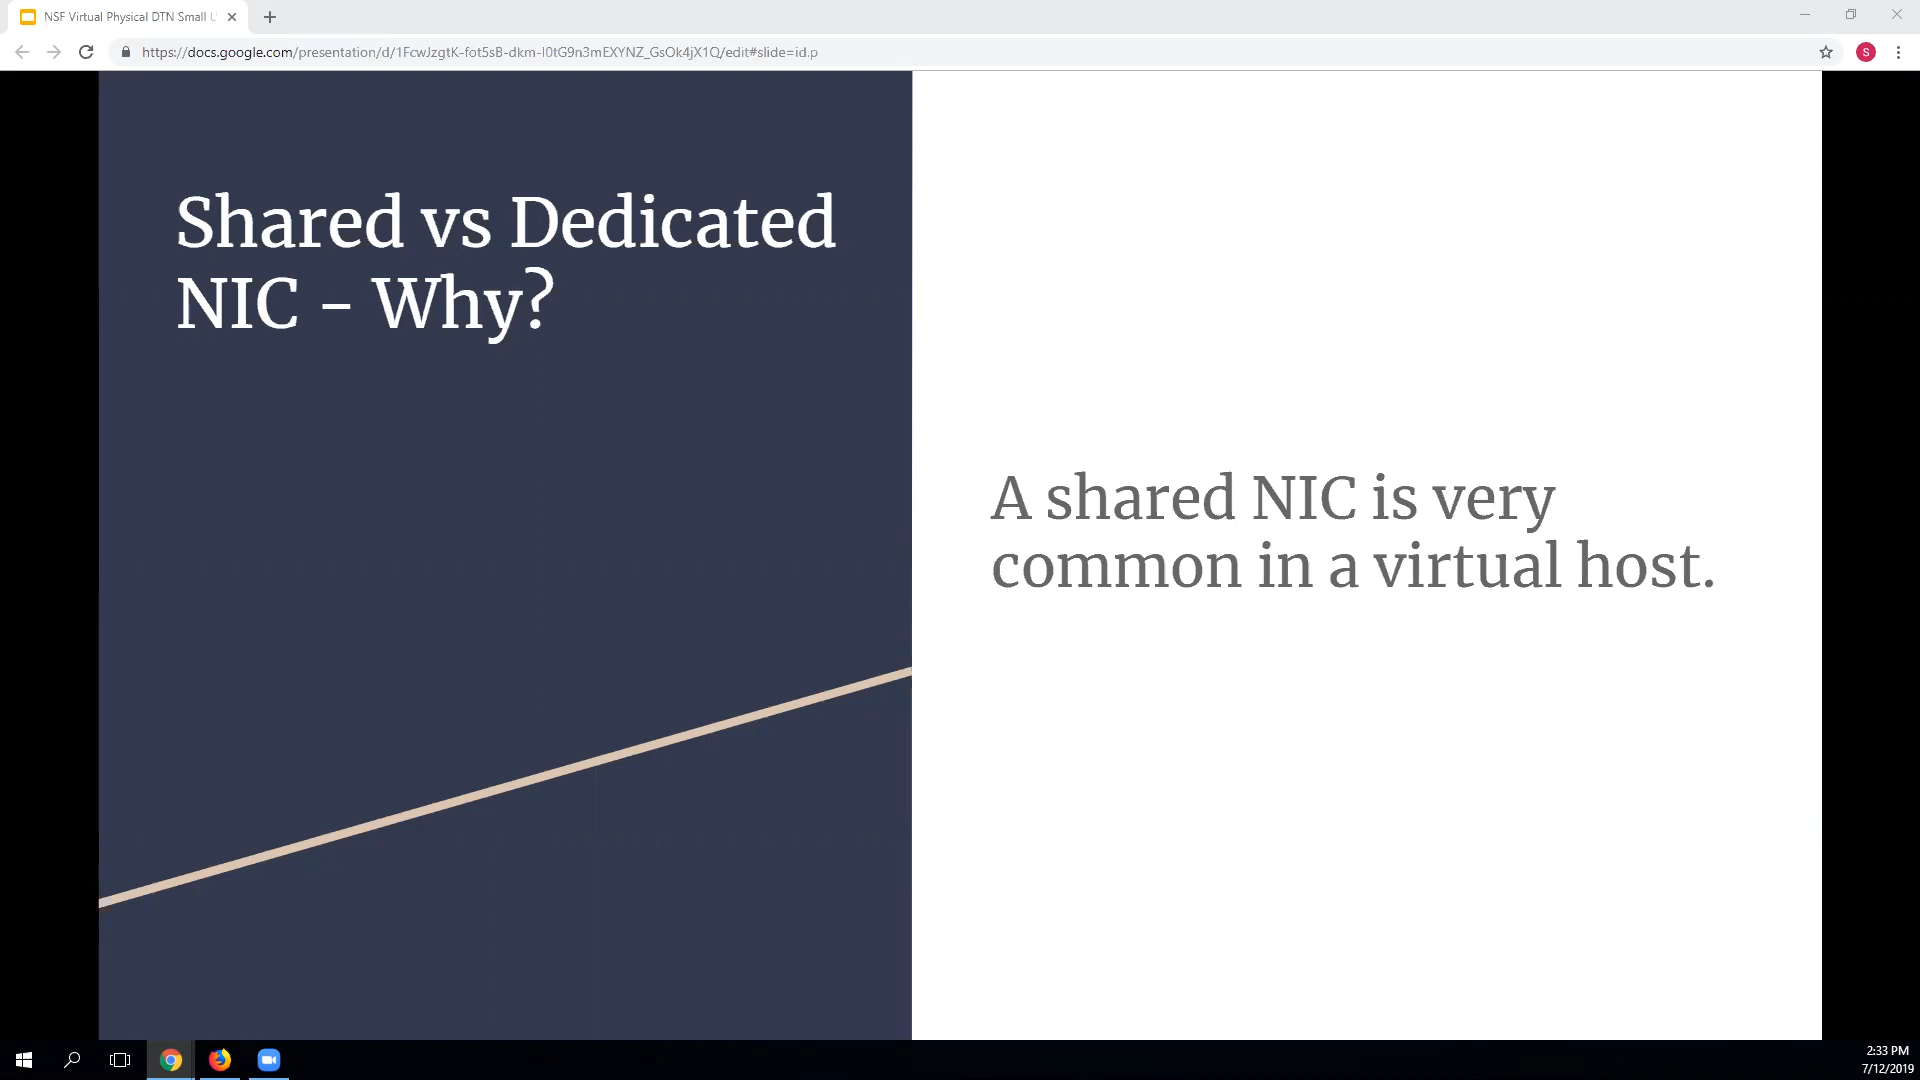 NSF Virtual Physical DTN Small U
https://docs.google.com/presentation/d/1FcwJzgtK-fot5sB-dkm-I0tG9n3mEXYNZ_GsOk4jX1Q/edit#slide=id.p
S
Shared vs Dedicated
NIC - Why?
A shared NIC is very
common in a virtual host.
2:33 PM
7/12/2019